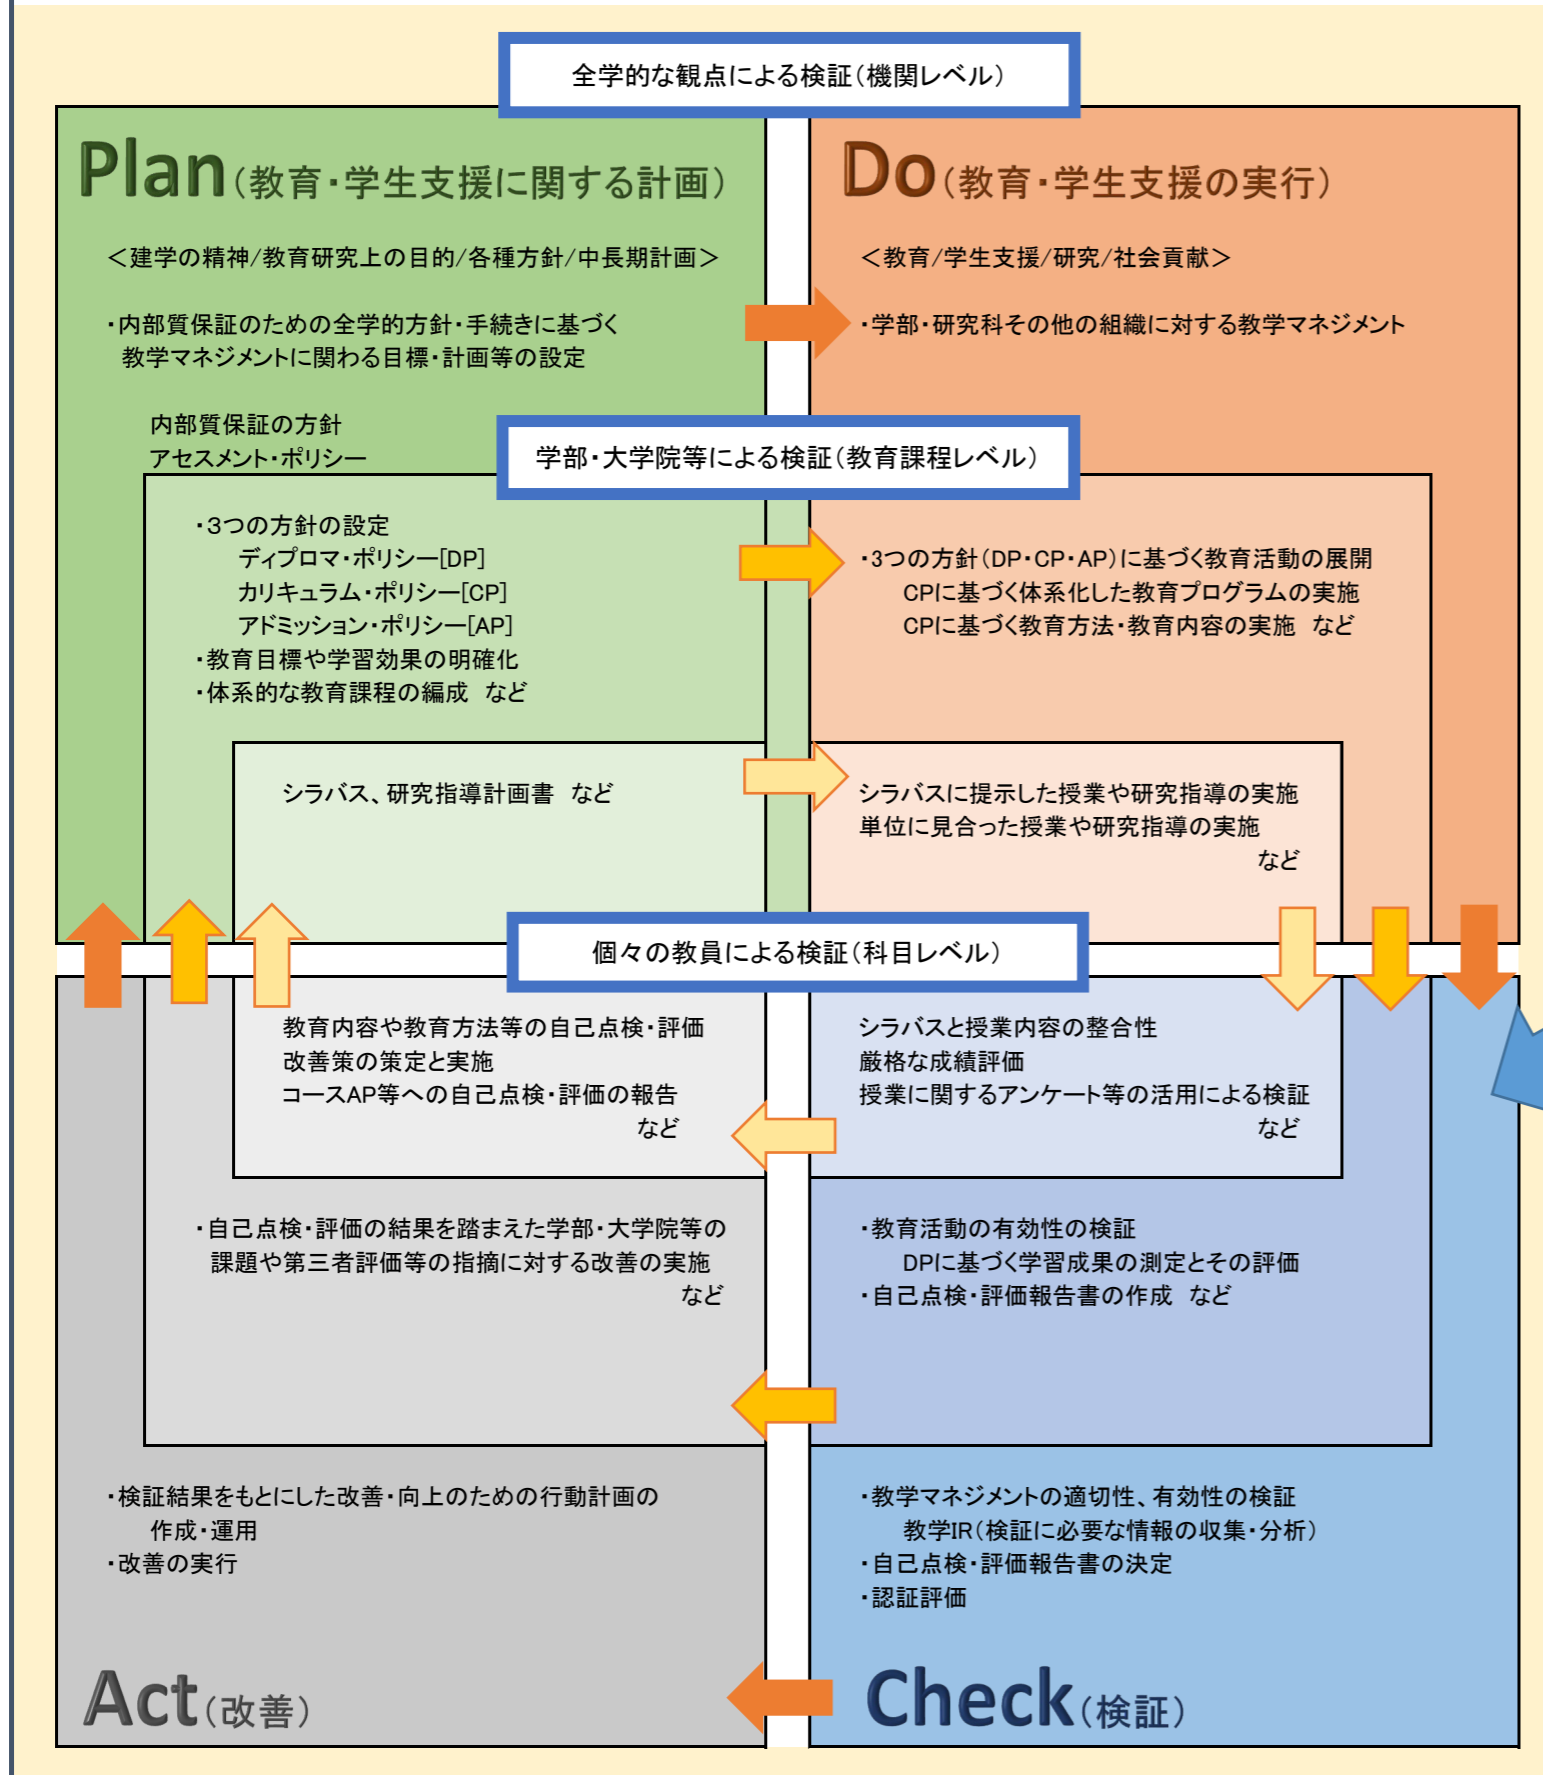 全学的な観点による検証（機関レベル）
Plan（教育・学生支援に関する計画）
＜建学の精神/教育研究上の目的/各種方針/中長期計画＞
・内部質保証のための全学的方針・手続きに基づく
教学マネジメントに関わる目標・計画等の設定
内部質保証の方針
アセスメント・ポリシー
Do（教育・学生支援の実行）
＜教育/学生支援/研究/社会貢献＞
・学部・研究科その他の組織に対する教学マネジメント
学部・大学院等による検証（教育課程レベル）
・3つの方針の設定
ディプロマ・ポリシー[DP]
カリキュラム・ポリシー[CP]
アドミッション・ポリシー[AP]
・教育目標や学習効果の明確化
・体系的な教育課程の編成　など
・3つの方針（DP・CP・AP）に基づく教育活動の展開
CPに基づく体系化した教育プログラムの実施
CPに基づく教育方法・教育内容の実施　など
シラバス、研究指導計画書　など
シラバスに提示した授業や研究指導の実施
単位に見合った授業や研究指導の実施
など
個々の教員による検証（科目レベル）
教育内容や教育方法等の自己点検・評価
改善策の策定と実施
コースAP等への自己点検・評価の報告
など
シラバスと授業内容の整合性
厳格な成績評価
授業に関するアンケート等の活用による検証
など
・自己点検・評価の結果を踏まえた学部・大学院等の
課題や第三者評価等の指摘に対する改善の実施
など
・教育活動の有効性の検証
DPに基づく学習成果の測定とその評価
・自己点検・評価報告書の作成　など
・検証結果をもとにした改善・向上のための行動計画の
作成・運用
・改善の実行
Act（改善）
・教学マネジメントの適切性、有効性の検証
教学IR（検証に必要な情報の収集・分析）
・自己点検・評価報告書の決定
・認証評価
Check（検証）